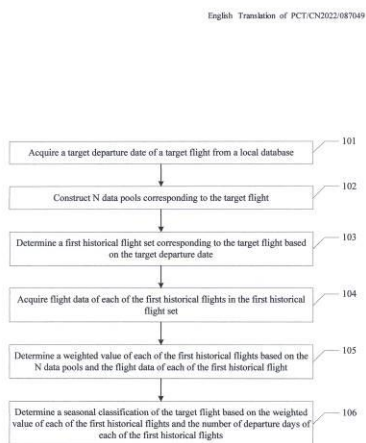 English Translation of PCT/CN2022/087049
Acquire a target departure date of a target flight from a local database
101
Construct N data pools corresponding to the target flight
102
Determine a first historical flight set corresponding to the target flight based
on the target departure date
103
Acquire flight data of each of the first historical flights in the first historical
flight set
104
Determine a weighted value of each of the first historical flights based on the
N data pools and the flight data of each of the first historical flight
105
Determine a seasonal classification of the target flight based on the weighted
value of each of the first historical flights and the number of departure days of
each of the first historical flights
106